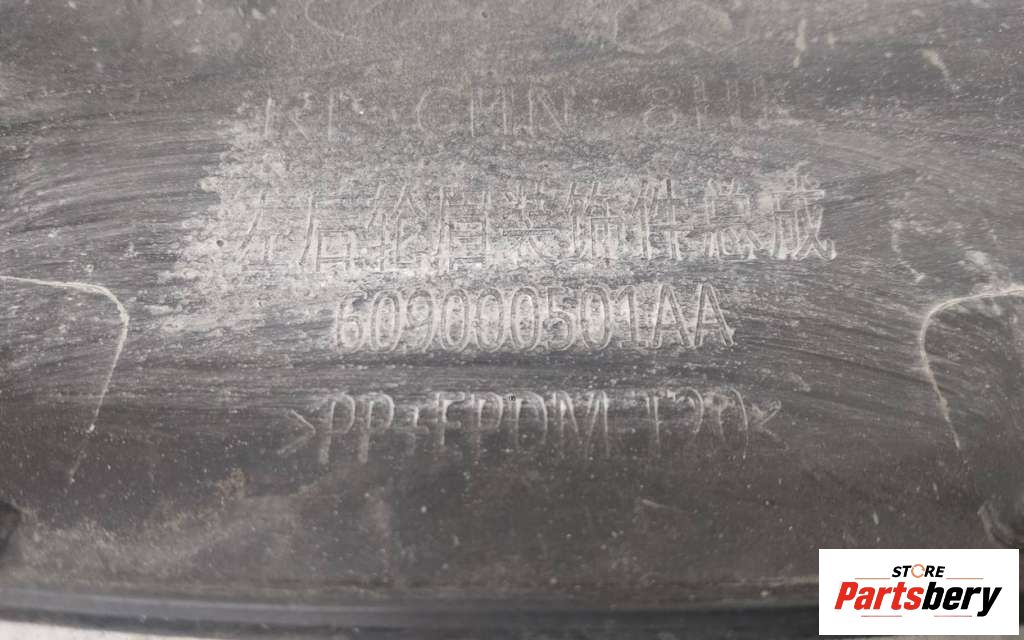 CHN
左后轮眉装饰件总成
609000501AA
>PP+EPDM T20<
STORE
Partsbery